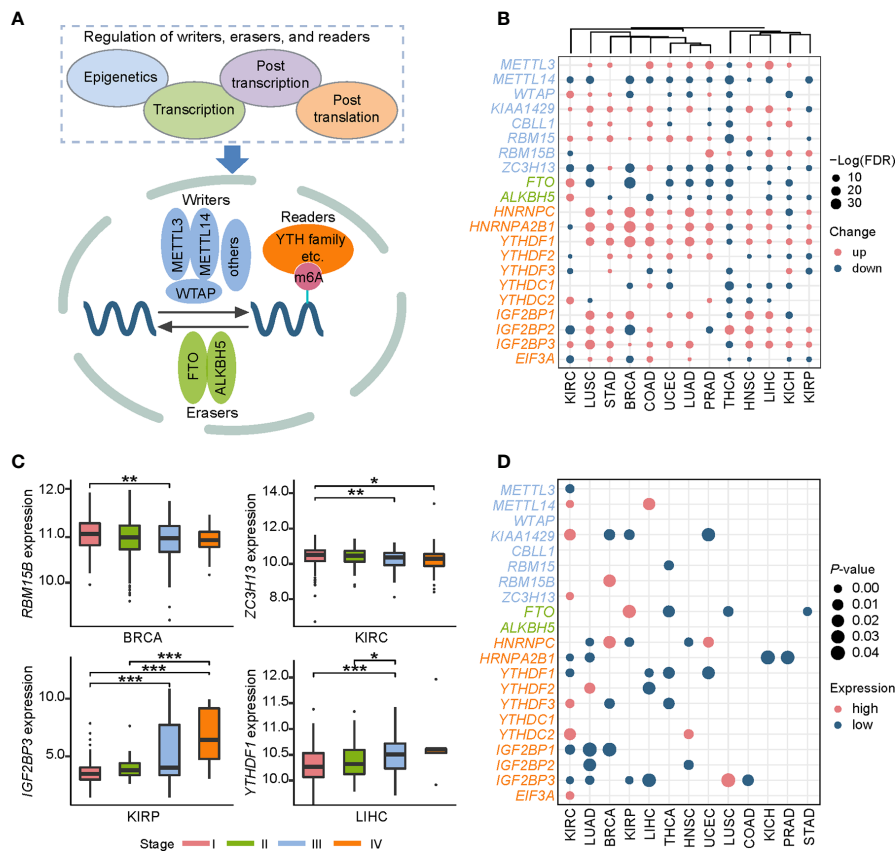 A
Regulation of writers, erasers, and readers
Epigenetics
Transcription
Post
transcription
Post
translation
Writers
METTL3
METTL14
others
WTAP
Readers
YTH family
etc.
m6A
FTO
ALKBH5
Erasers
B
METTL3
METTL14
WTAP
KIAA1429
CBLL1
RBM15
RBM15B
ZC3H13
FTO
ALKBH5
HNRNPC
HNRNPA2B1
YTHDF1
YTHDF2
YTHDF3
YTHDC1
YTHDC2
IGF2BP1
IGF2BP2
IGF2BP3
EIF3A
KIRC
LUSC
STAD
BRCA
COAD
UCEC
LUAD
PRAD
THCA
HNSC
LIHC
KICH
KIRP
−Log(FDR)
10
20
30
Change
up
down
C
RBM15B expression
12.0
11.0
10.0
**
BRCA
ZC3H13 expression
14.0
12.0
10.0
8.0
*
**
KIRC
IGF2BP3 expression
10.0
5.0
***
***
***
KIRP
YTHDF1 expression
11.5
11.0
10.5
10.0
*
***
LIHC
Stage I II III IV
D
METTL3
METTL14
WTAP
KIAA1429
CBLL1
RBM15
RBM15B
ZC3H13
FTO
ALKBH5
HNRNPC
HRNPA2B1
YTHDF1
YTHDF2
YTHDF3
YTHDC1
YTHDC2
IGF2BP1
IGF2BP2
IGF2BP3
EIF3A
KIRC
LUAD
BRCA
KIRP
LIHC
THCA
HNSC
UCEC
LUSC
COAD
KICH
PRAD
STAD
P-value
0.00
0.01
0.02
0.03
0.04
Expression
high
low